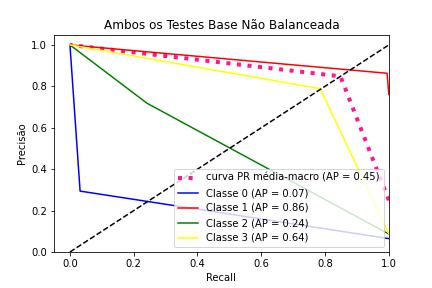 Ambos os Testes Base Não Balanceada
1.0
0.8
0.6
0.4
0.2
0.0
Precisão
curva PR média-macro (AP = 0.45)
Classe 0 (AP = 0.07)
Classe 1 (AP = 0.86)
Classe 2 (AP = 0.24)
Classe 3 (AP = 0.64)
0.0 0.2 0.4 0.6 0.8 1.0
Recall